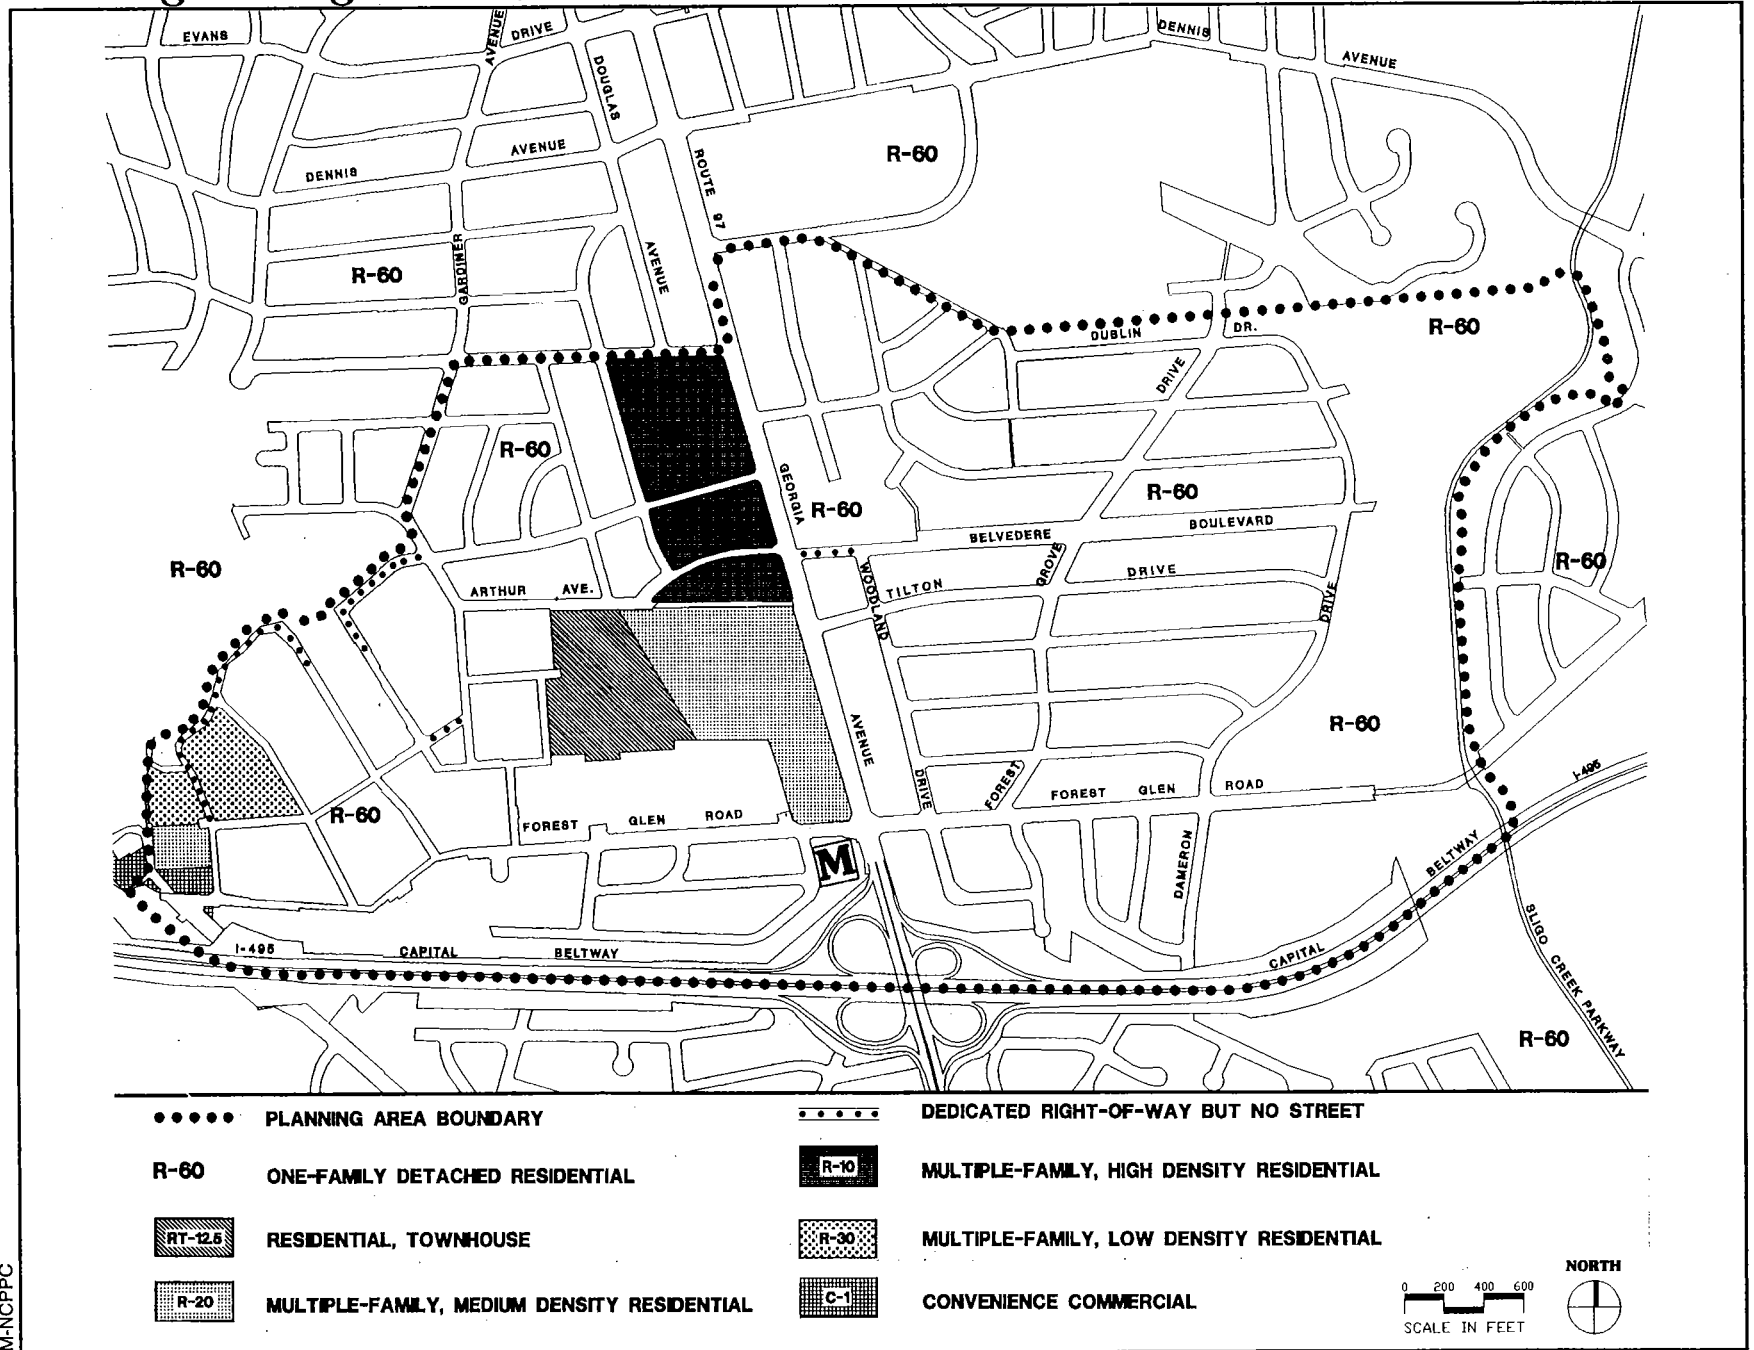 EVANS
AVENUE
DRIVE
DENNIS
AVENUE
DOUGLAS
AVENUE
DENNIS
ROUTE 97
R-60
GARDINER
AVENUE
R-60
DUBLIN
DR.
R-60
DRIVE
R-60
GEORGIA
R-60
R-60
BELVEDERE
BOULEVARD
R-60
R-60
GROVE
WOODLAND
TILTON
DRIVE
DRIVE
ARTHUR
AVE.
AVENUE
R-60
R-60
FOREST
GLEN
ROAD
DRIVE
FOREST
FOREST
GLEN
ROAD
I-495
M
DAMERON
BELTWAY
I-495
CAPITAL
BELTWAY
CAPITAL
SLIGO CREEK PARKWAY
R-60
PLANNING AREA BOUNDARY
DEDICATED RIGHT-OF-WAY BUT NO STREET
R-60
ONE-FAMILY DETACHED RESIDENTIAL
R-10
MULTIPLE-FAMILY, HIGH DENSITY RESIDENTIAL
RT-12.5
RESIDENTIAL, TOWNHOUSE
R-30
MULTIPLE-FAMILY, LOW DENSITY RESIDENTIAL
R-20
MULTIPLE-FAMILY, MEDIUM DENSITY RESIDENTIAL
C-1
CONVENIENCE COMMERCIAL
0 200 400 600
SCALE IN FEET
NORTH
M-NCPPC